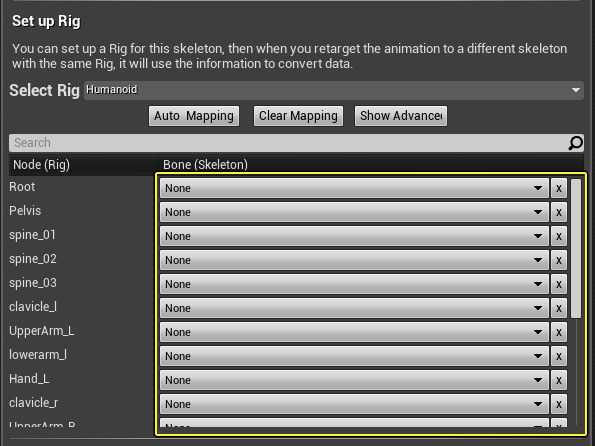 Set up Rig
You can set up a Rig for this skeleton, then when you retarget the animation to a different skeleton
with the same Rig, it will use the information to convert data.
Select Rig Humanoid
Auto Mapping Clear Mapping Show Advanced
Search
Node (Rig) Bone (Skeleton)
Root None x
Pelvis None x
spine_01 None x
spine_02 None x
spine_03 None x
clavicle_l None x
UpperArm_L None x
lowerarm_l None x
Hand_L None x
clavicle_r None x
UpperArm_R None